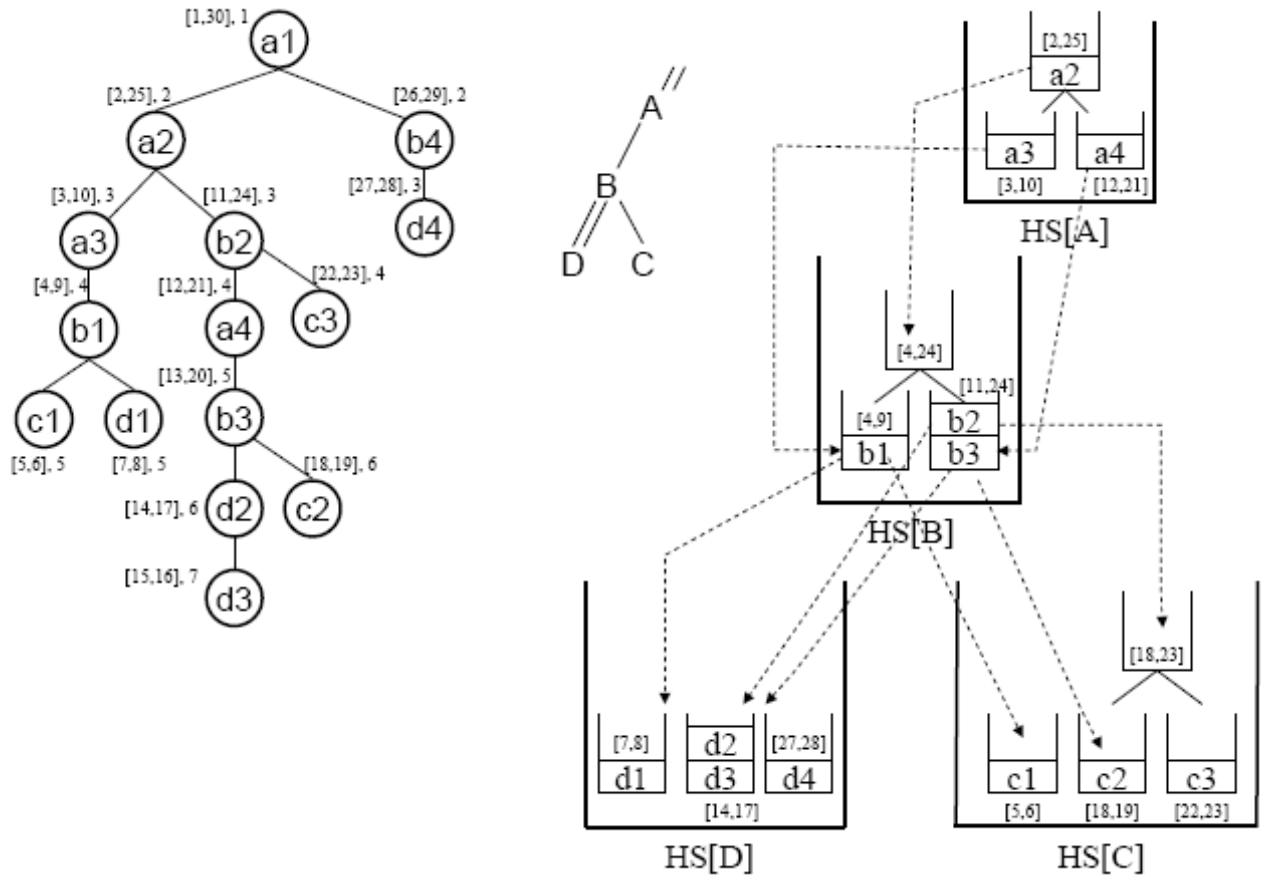 [1,30], 1
a1
[2,25], 2
[26,29], 2
a2
b4
[3,10], 3
[11,24], 3
[27,28], 3
a3
b2
d4
[4,9], 4
[12,21], 4
[22,23], 4
b1
a4
c3
[13,20], 5
c1
d1
b3
[5,6], 5
[7,8], 5
[18,19], 6
[14,17], 6
d2
c2
[15,16], 7
d3
A
B
D
C
[2,25]
a2
a3
a4
[3,10]
[12,21]
HS[A]
[4,24]
[11,24]
[4,9]
b2
b1
b3
HS[B]
[7,8]
d2
[27,28]
d1
d3
d4
[14,17]
HS[D]
[18,23]
c1
c2
c3
[5,6]
[18,19]
[22,23]
HS[C]